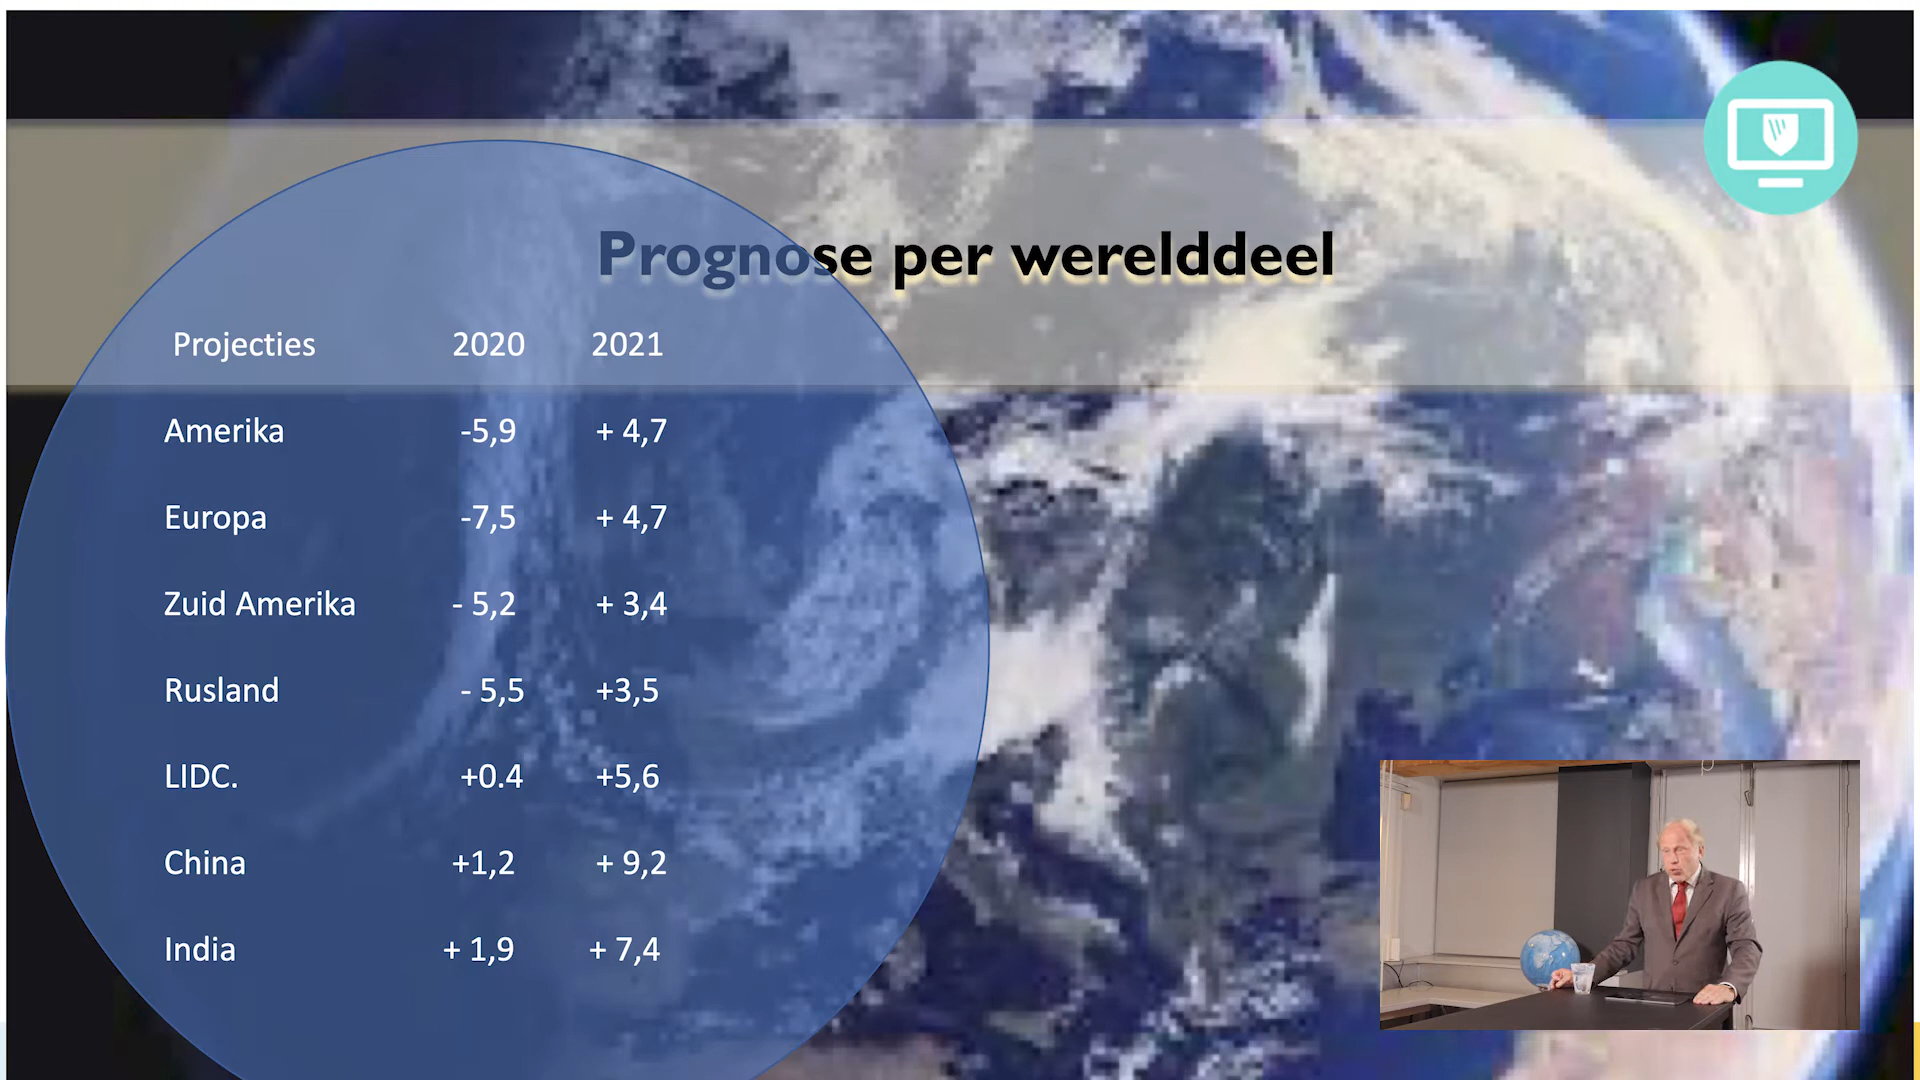 Prognose per werelddeel
Projecties 2020 2021
Amerika -5,9 + 4,7
Europa -7,5 + 4,7
Zuid Amerika - 5,2 + 3,4
Rusland - 5,5 +3,5
LIDC. +0.4 +5,6
China +1,2 + 9,2
India + 1,9 + 7,4